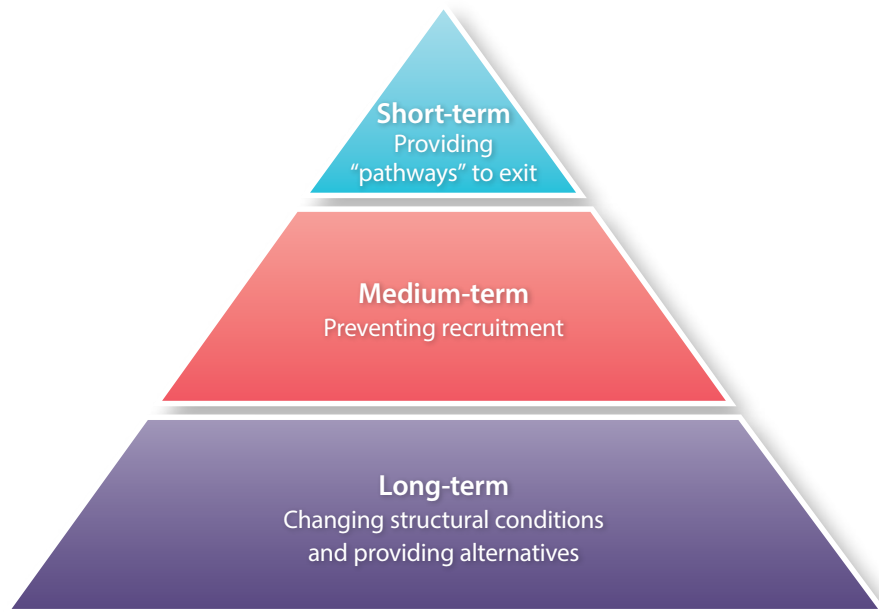 Short-term
Providing
“pathways” to exit
Medium-term
Preventing recruitment
Long-term
Changing structural conditions
and providing alternatives